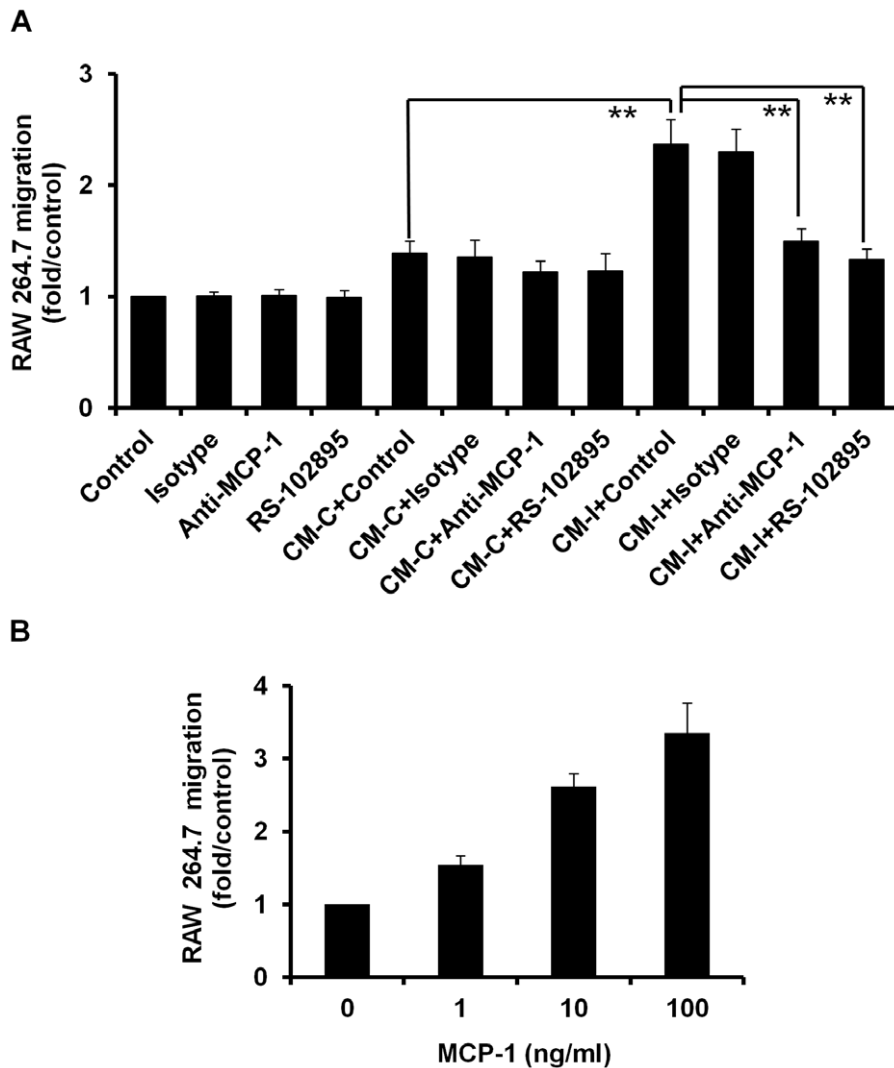 A
RAW 264.7 migration
(fold/control)
3
2
1
0
**
**
**
Control
Isotype
Anti-MCP-1
RS-102895
CM-C+Control
CM-C+Isotype
CM-C+Anti-MCP-1
CM-C+RS-102895
CM-I+Control
CM-I+Isotype
CM-I+Anti-MCP-1
CM-I+RS-102895
B
RAW 264.7 migration
(fold/control)
4
3
2
1
0
0 1 10 100
MCP-1 (ng/ml)